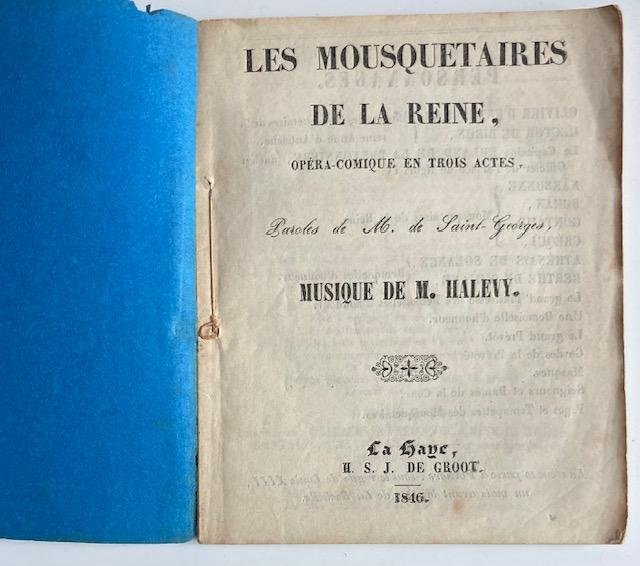 LES MOUSQUETAIRES
DE LA REINE,
OPÉRA-COMIQUE EN TROIS ACTES,
Paroles de M. de Saint-Georges,
MUSIQUE DE M. HALEVY.
La Haye,
H. S. J. DE GROOT.
1846.